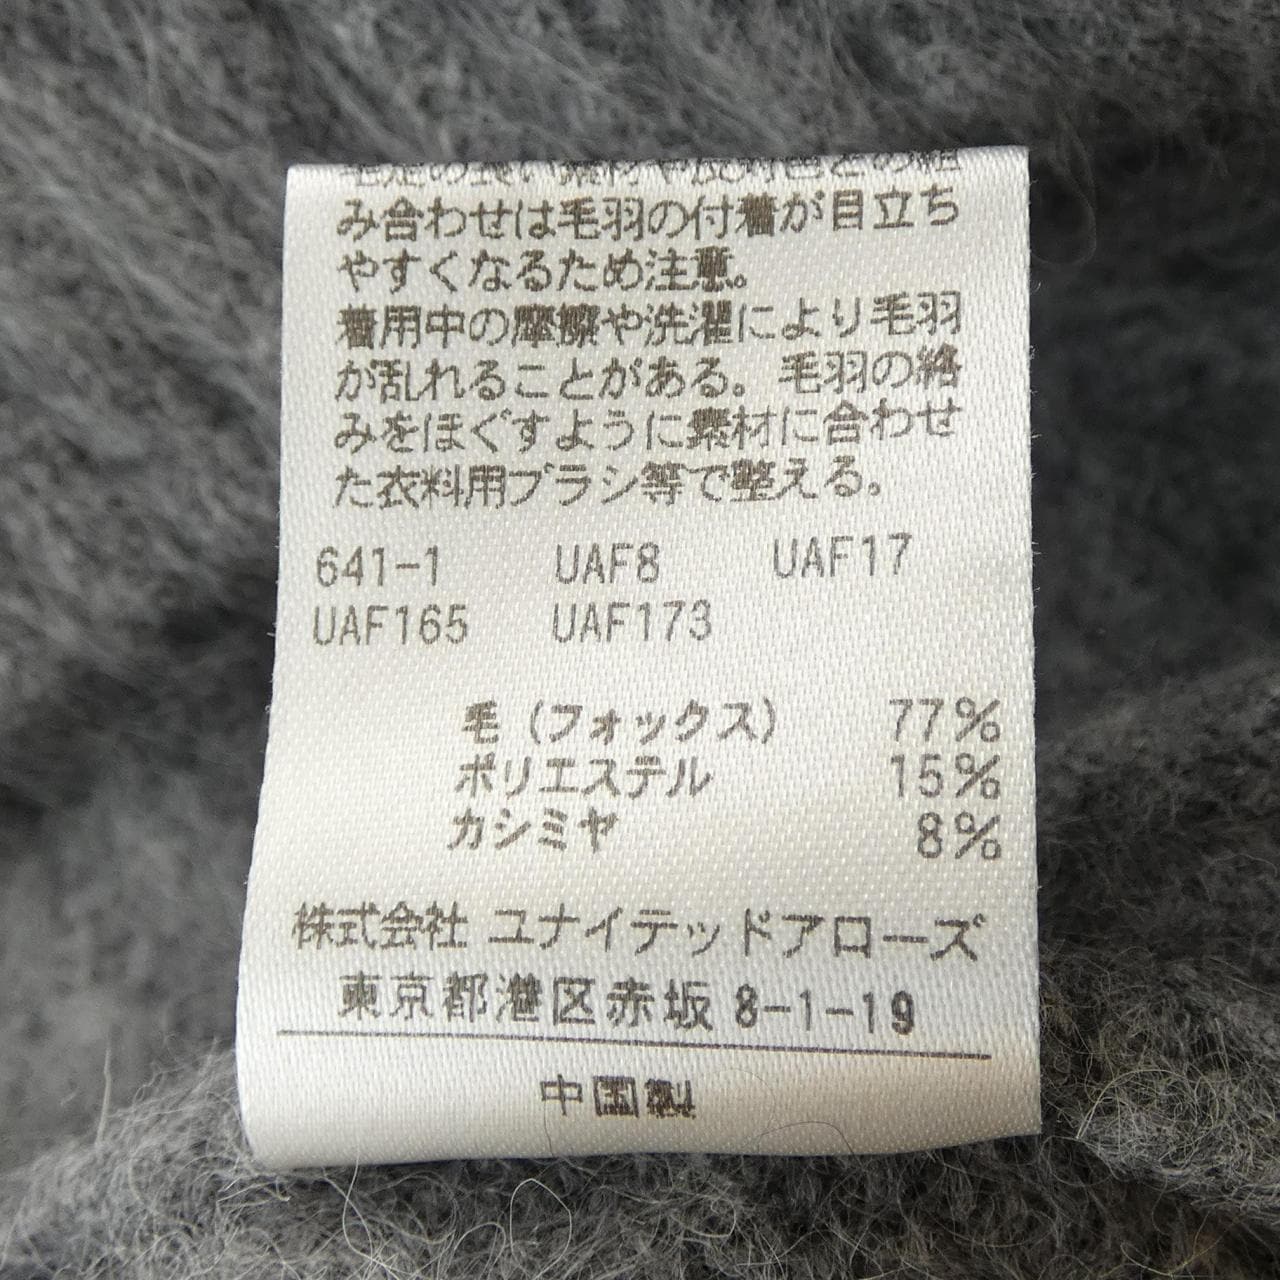 み合わせは毛羽の付着が目立ち
やすくなるため注意。
着用中の摩擦や洗濯により毛羽
が乱れることがある。毛羽の絡
みをほぐすように素材に合わせ
た衣料用ブラシ等で整える。
641-1 UAF8 UAF17
UAF165 UAF173
毛(フォックス) 77%
ポリエステル 15%
カシミヤ 8%
株式会社 ユナイテッドアローズ
東京都港区赤坂 8-1-19
中国製